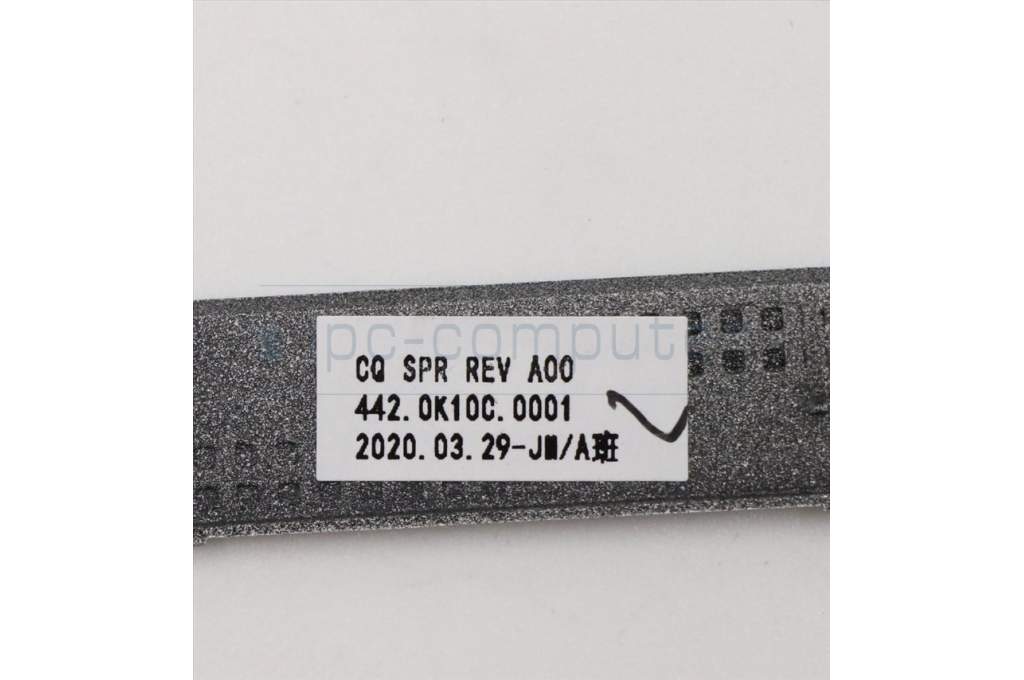 pc-comput
CQ SPR REV A00
442.0K10C.0001
2020.03.29-JM/A班